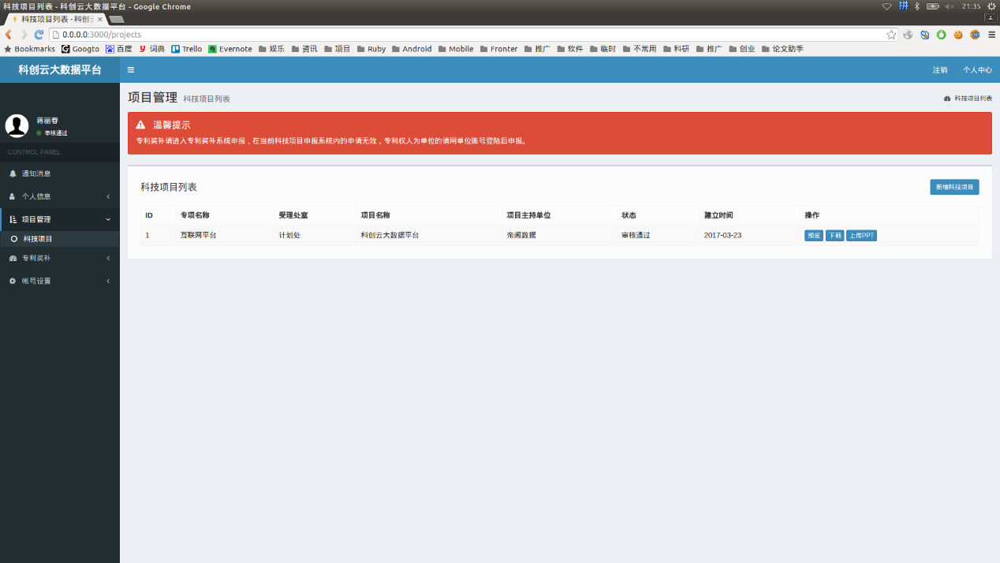 科技项目列表 - 科创云大数据平台 - Google Chrome
拼 21:35
科技项目列表 - 科创云
0.0.0.0:3000/projects
Bookmarks Googto 百度 词典 Trello Evernote 娱乐 资讯 项目 Ruby Android Mobile Fronter 推广 软件 临时 不常用 科研 推广 创业 论文助手
科创云大数据平台 注销 个人中心
项目管理 科技项目列表 科技项目列表
蒋丽春
审核通过
CONTROL PANEL
通知消息
个人信息
项目管理
科技项目
专利奖补
帐号设置
温馨提示
专利奖补请进入专利奖补系统申报，在当前科技项目申报系统内的申请无效，专利权人为单位的请用单位账号登陆后申报。
科技项目列表 新增科技项目
ID 专项名称 受理处室 项目名称 项目主持单位 状态 建立时间 操作
1 互联网平台 计划处 科创云大数据平台 帝阁数据 审核通过 2017-03-23 预览 下载 上传PPT